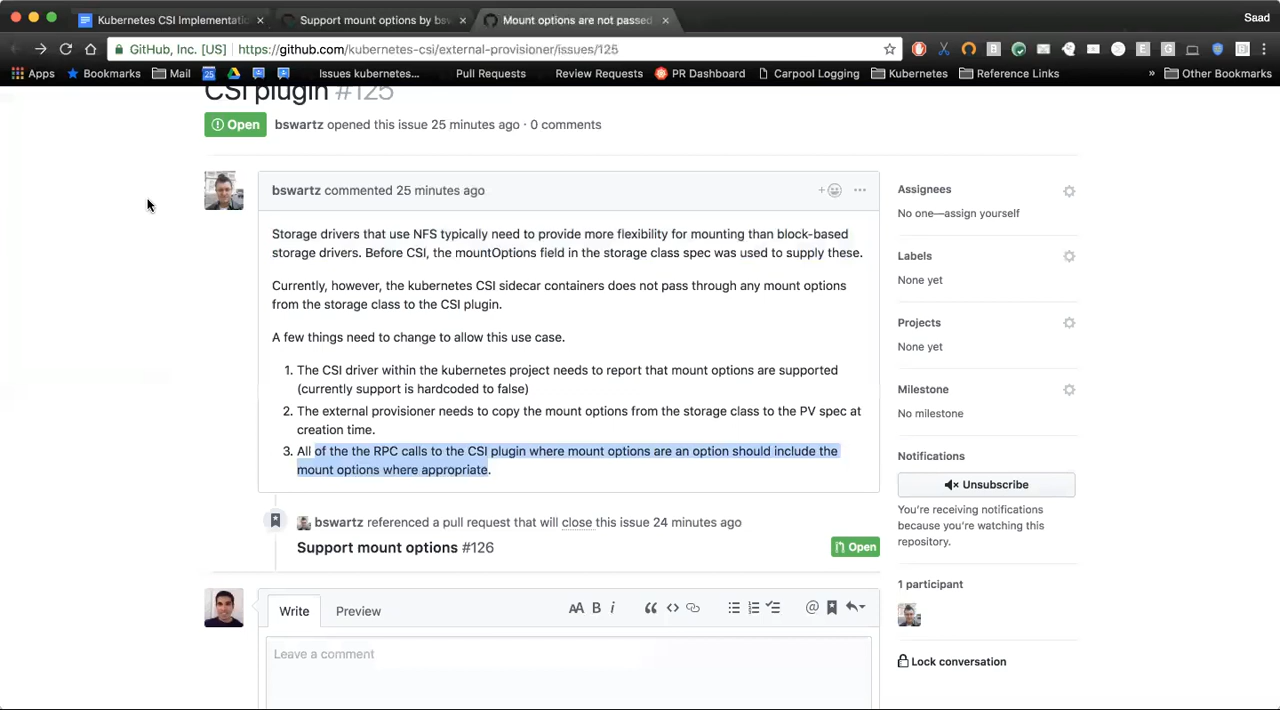 Kubernetes CSI Implementatio
Support mount options by bsw
Mount options are not passed
Saad
GitHub, Inc. [US]
https://github.com/kubernetes-csi/external-provisioner/issues/125
Apps
Bookmarks
Mail
Issues kubernetes...
Pull Requests
Review Requests
PR Dashboard
Carpool Logging
Kubernetes
Reference Links
»
Other Bookmarks
CSI plugin #125
Open
bswartz opened this issue 25 minutes ago · 0 comments
bswartz commented 25 minutes ago
Storage drivers that use NFS typically need to provide more flexibility for mounting than block-based
storage drivers. Before CSI, the mountOptions field in the storage class spec was used to supply these.
Currently, however, the kubernetes CSI sidecar containers does not pass through any mount options
from the storage class to the CSI plugin.
A few things need to change to allow this use case.
1. The CSI driver within the kubernetes project needs to report that mount options are supported
(currently support is hardcoded to false)
2. The external provisioner needs to copy the mount options from the storage class to the PV spec at
creation time.
3. All of the the RPC calls to the CSI plugin where mount options are an option should include the
mount options where appropriate.
bswartz referenced a pull request that will close this issue 24 minutes ago
Support mount options #126
Open
Write
Preview
AA B i
Leave a comment
Assignees
No one—assign yourself
Labels
None yet
Projects
None yet
Milestone
No milestone
Notifications
Unsubscribe
You're receiving notifications
because you're watching this
repository.
1 participant
Lock conversation